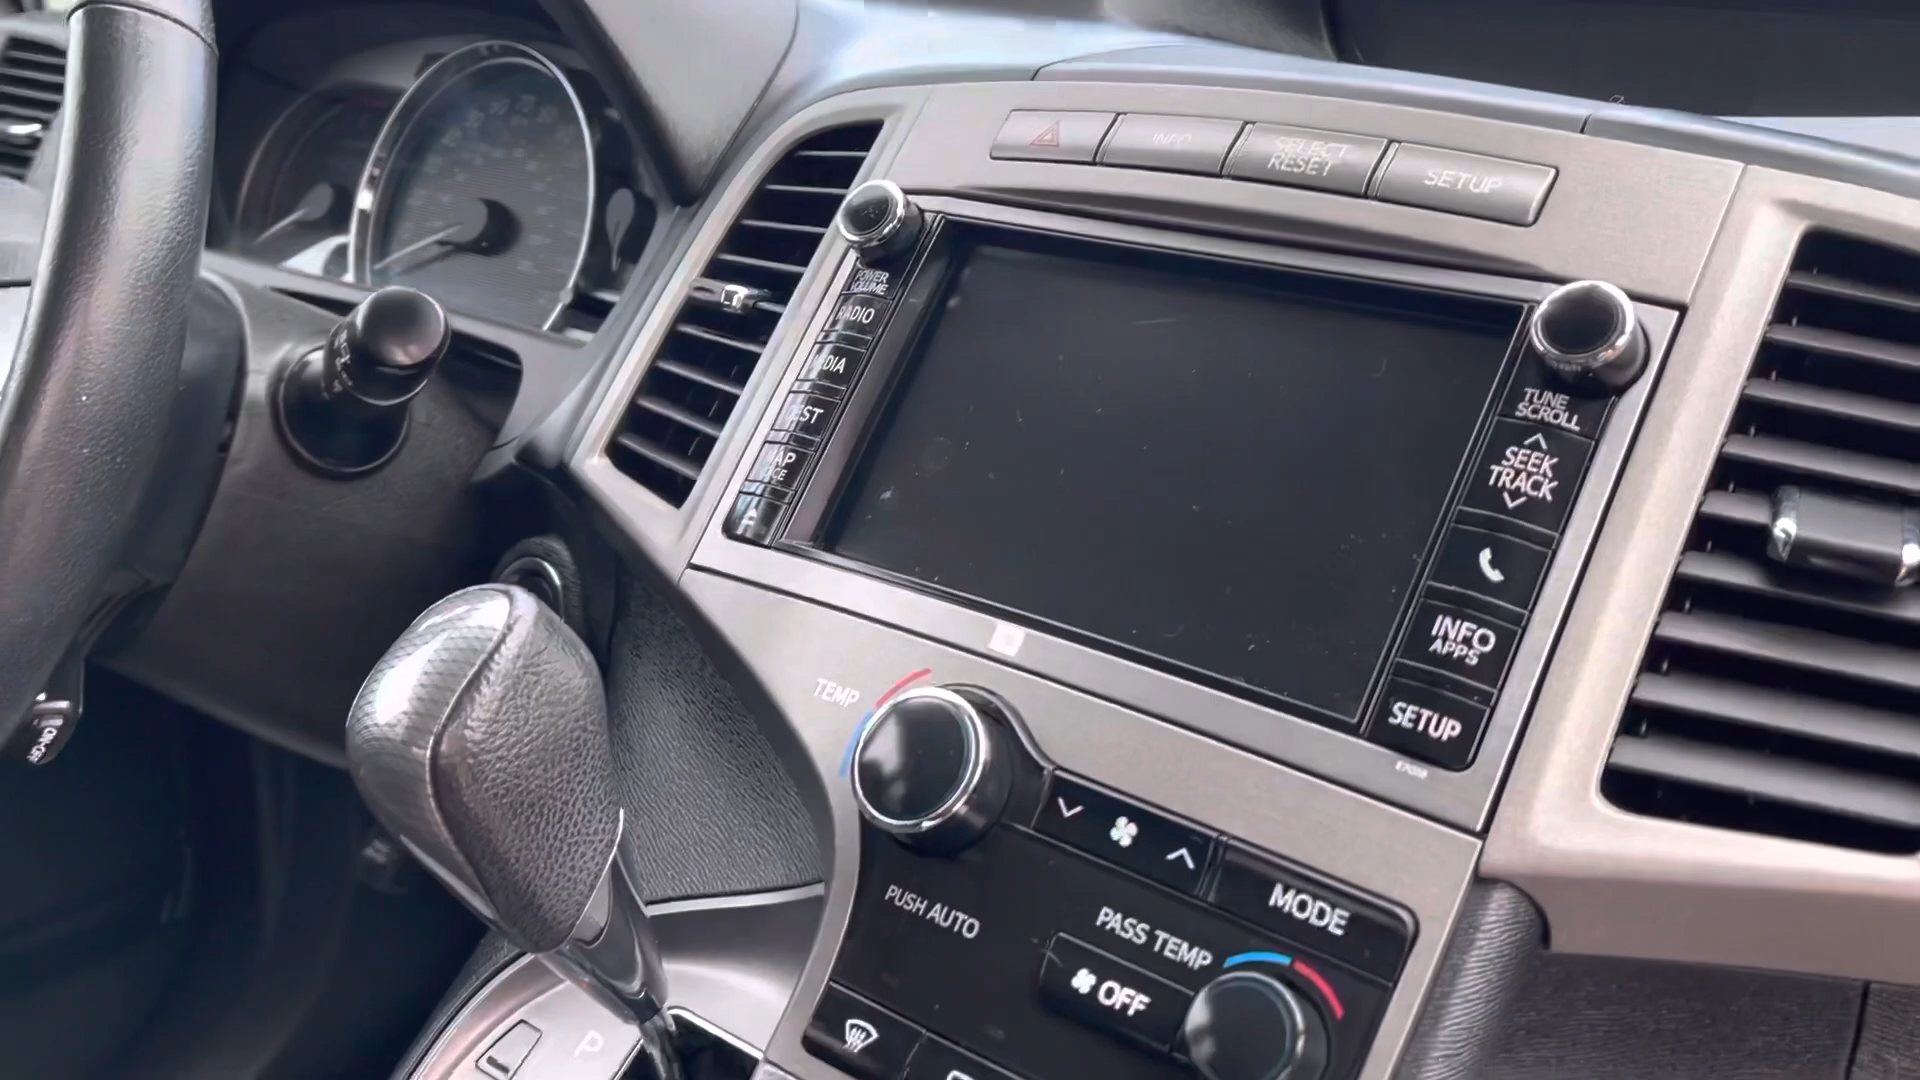 INFO
SELECT
RESET
SETUP
POWER
VOLUME
RADIO
TUNE
SCROLL
SEEK
TRACK
INFO
APPS
SETUP
TEMP
PUSH AUTO
MODE
PASS TEMP
OFF
P